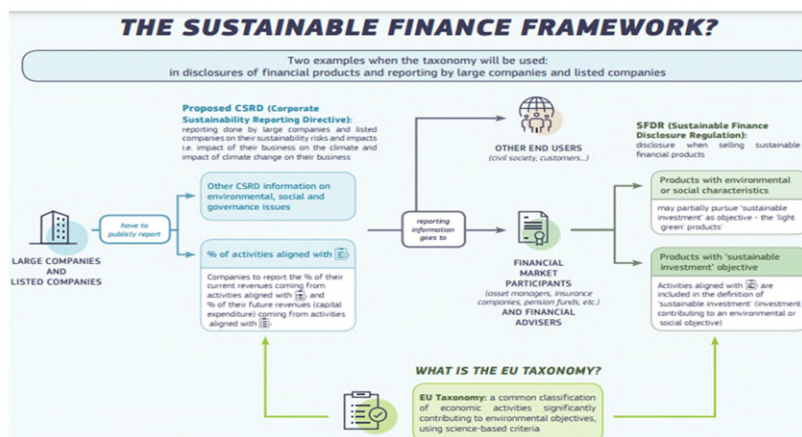 THE SUSTAINABLE FINANCE FRAMEWORK?
Two examples when the taxonomy will be used:
in disclosures of financial products and reporting by large companies and listed companies
Proposed CSRD (Corporate
Sustainability Reporting Directive):
reporting done by large companies and listed
companies on their sustainability risks and impacts
i.e. impact of their business on the climate and
impact of climate change on their business
Other CSRD information on
environmental, social and
governance issues
have to
publicly report
LARGE COMPANIES
AND
LISTED COMPANIES
% of activities aligned with
Companies to report the % of their
current revenues coming from
activities aligned with and
% of their future revenues (capital
expenditure) coming from activities
aligned with
reporting
information
goes to
OTHER END USERS
(civil society, customers...)
FINANCIAL
MARKET
PARTICIPANTS
(asset managers, insurance
companies, pension funds, etc.)
AND FINANCIAL
ADVISERS
SFDR (Sustainable Finance
Disclosure Regulation):
disclosure when selling sustainable
financial products
Products with environmental
or social characteristics
may partially pursue 'sustainable
investment' as objective - the 'light
green' products'
Products with 'sustainable
investment' objective
Activities aligned with are
included in the definition of
'sustainable investment' (investment
contributing to an environmental or
social objective)
WHAT IS THE EU TAXONOMY?
EU Taxonomy: a common classification
of economic activities significantly
contributing to environmental objectives,
using science-based criteria